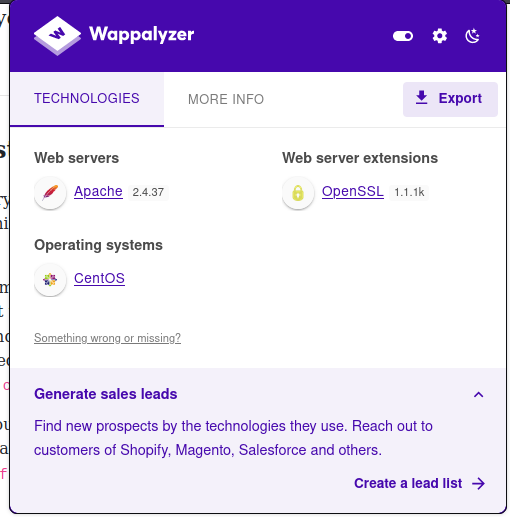 Wappalyzer
TECHNOLOGIES
MORE INFO
Export
Web servers
Apache 2.4.37
Web server extensions
OpenSSL 1.1.1k
Operating systems
CentOS
Something wrong or missing?
Generate sales leads
Find new prospects by the technologies they use. Reach out to
customers of Shopify, Magento, Salesforce and others.
Create a lead list